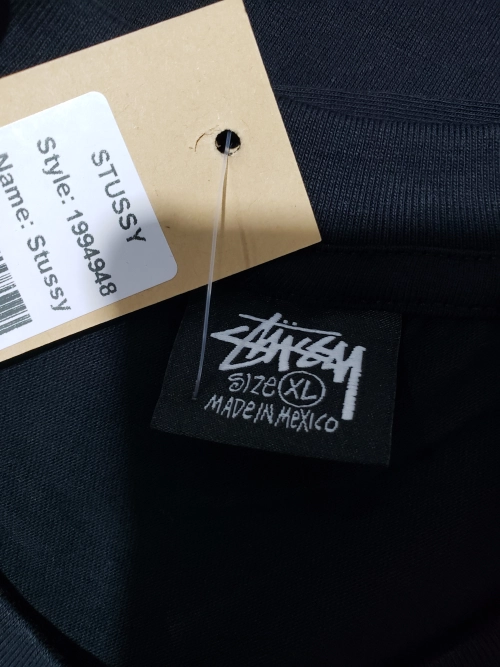 STUSSY
Style: 1994948
Name: Stussy
STÜSSY
SIZE XL
MADE IN MEXICO